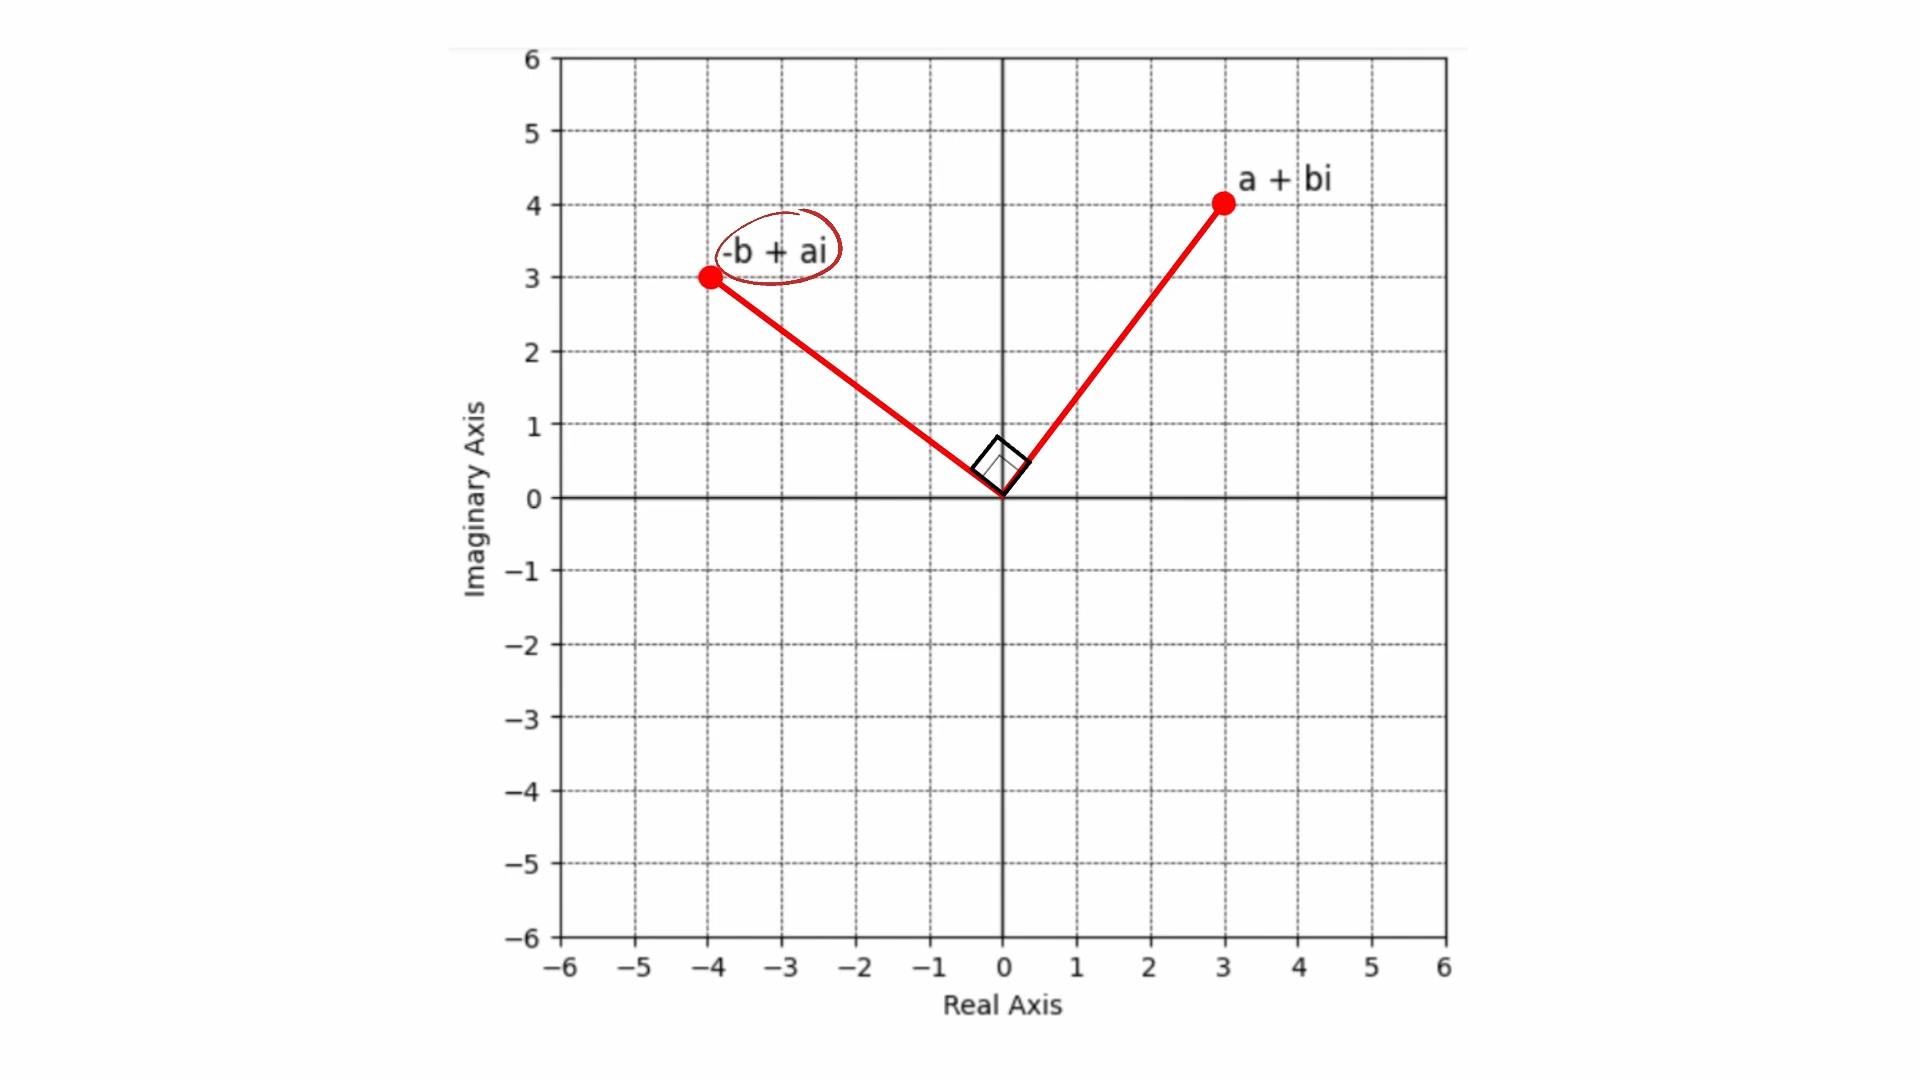 6
5
a + bi
4
-b + ai
3
2
1
0
−1
−2
−3
−4
−5
−6
Imaginary Axis
−6 −5 −4 −3 −2 −1 0 1 2 3 4 5 6
Real Axis